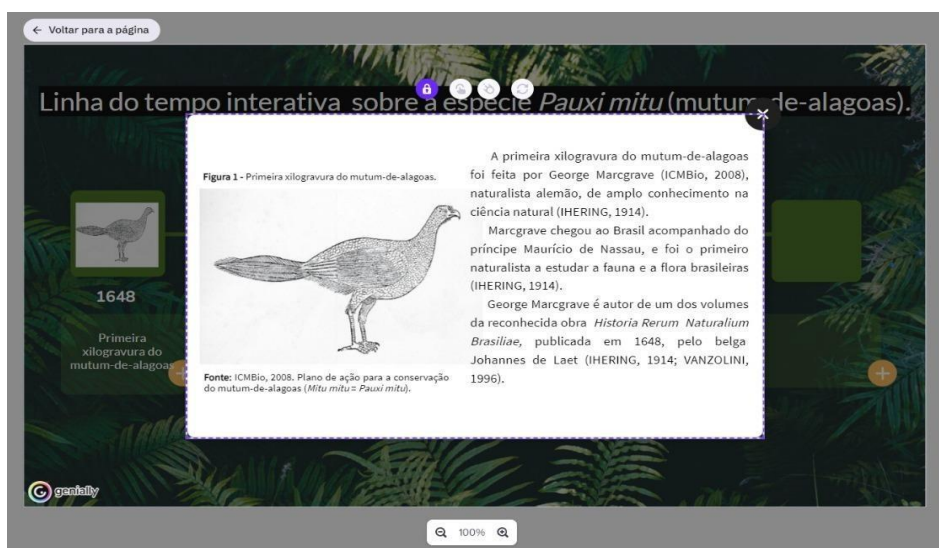 ← Voltar para a página
Linha do tempo interativa sobre a espécie Pauxi mitu (mutum-de-alagoas).
Figura 1 - Primeira xilogravura do mutum-de-alagoas.
Fonte: ICMBio, 2008. Plano de ação para a conservação
do mutum-de-alagoas (Mitu mitu = Pauxi mitu).
A primeira xilogravura do mutum-de-alagoas
foi feita por George Marcgrave (ICMBio, 2008),
naturalista alemão, de amplo conhecimento na
ciência natural (IHERING, 1914).
Marcgrave chegou ao Brasil acompanhado do
príncipe Maurício de Nassau, e foi o primeiro
naturalista a estudar a fauna e a flora brasileiras
(IHERING, 1914).
George Marcgrave é autor de um dos volumes
da reconhecida obra Historia Rerum Naturalium
Brasiliae, publicada em 1648, pelo belga
Johannes de Laet (IHERING, 1914; VANZOLINI,
1996).
1648
Primeira
xilogravura do
mutum-de-alagoas
genially
100%